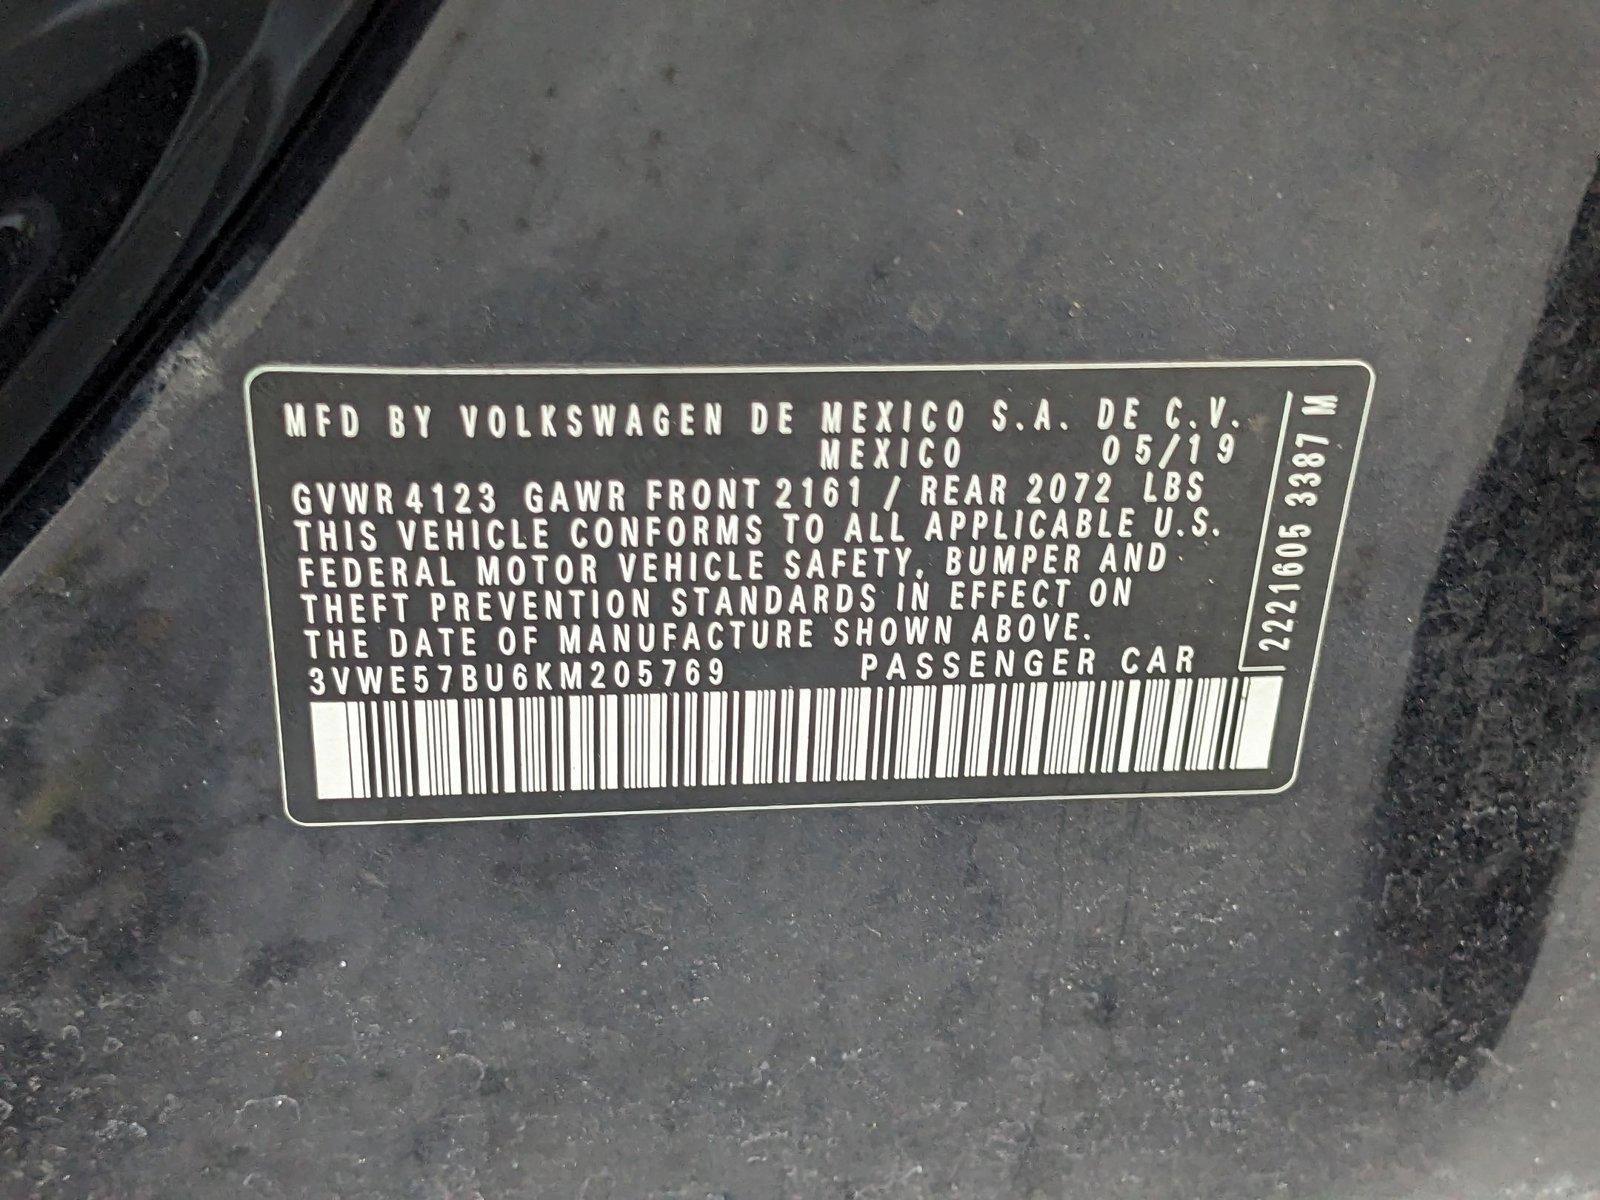 MFD BY VOLKSWAGEN DE MEXICO S.A. DE C.V.
MEXICO 05/19
GVWR 4123 GAWR FRONT 2161 / REAR 2072 LBS
THIS VEHICLE CONFORMS TO ALL APPLICABLE U.S.
FEDERAL MOTOR VEHICLE SAFETY, BUMPER AND
THEFT PREVENTION STANDARDS IN EFFECT ON
THE DATE OF MANUFACTURE SHOWN ABOVE.
3VWE57BU6KM205769 PASSENGER CAR
2221605 3387 M